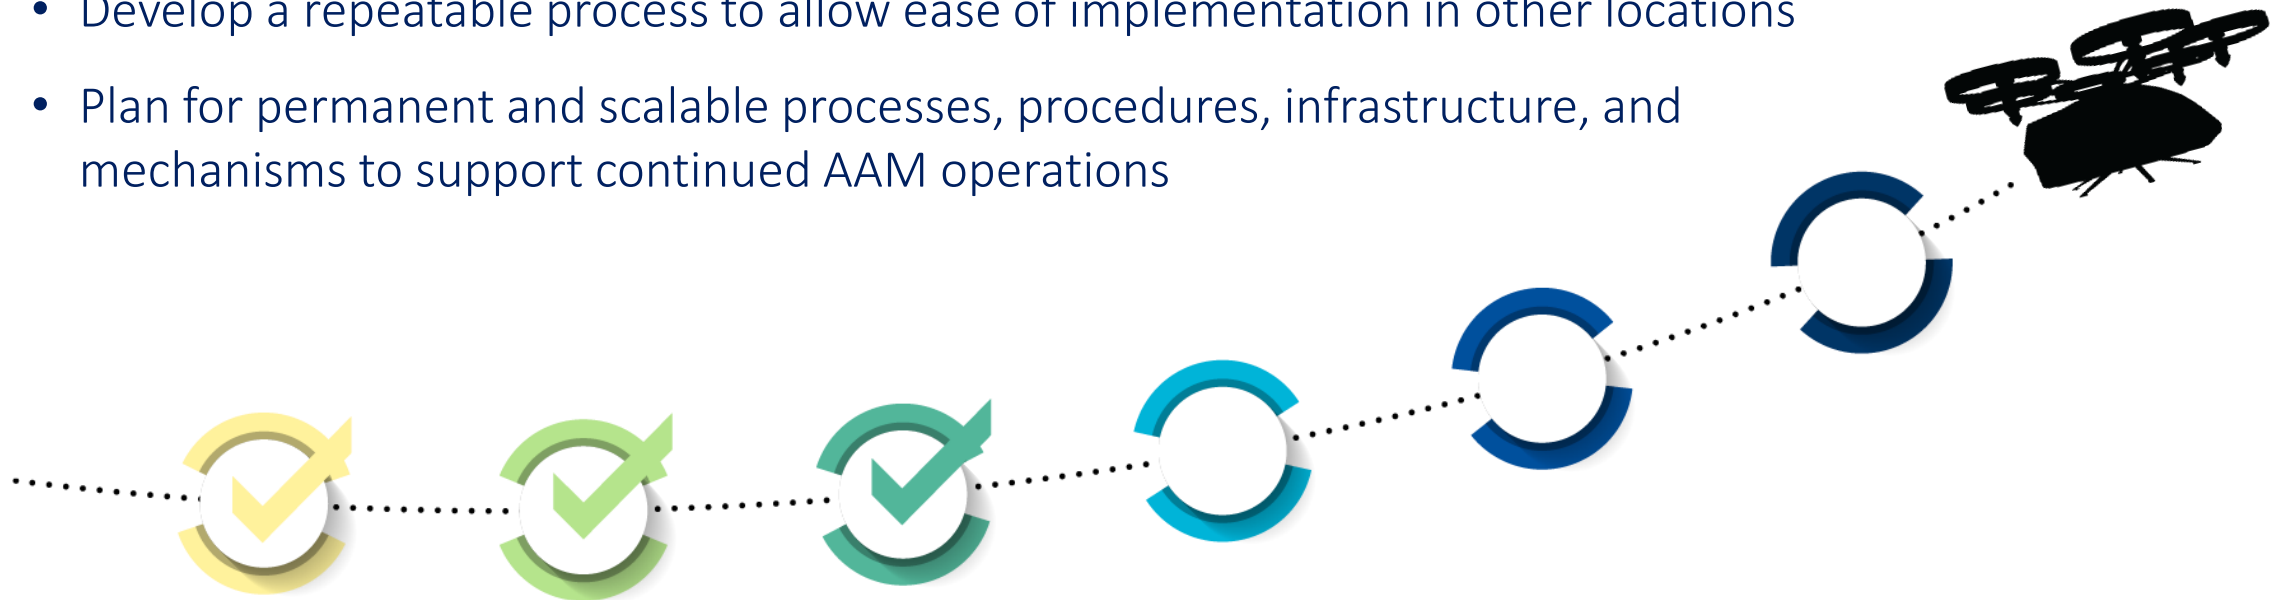 • Develop a repeatable process to allow ease of implementation in other locations
• Plan for permanent and scalable processes, procedures, infrastructure, and
mechanisms to support continued AAM operations